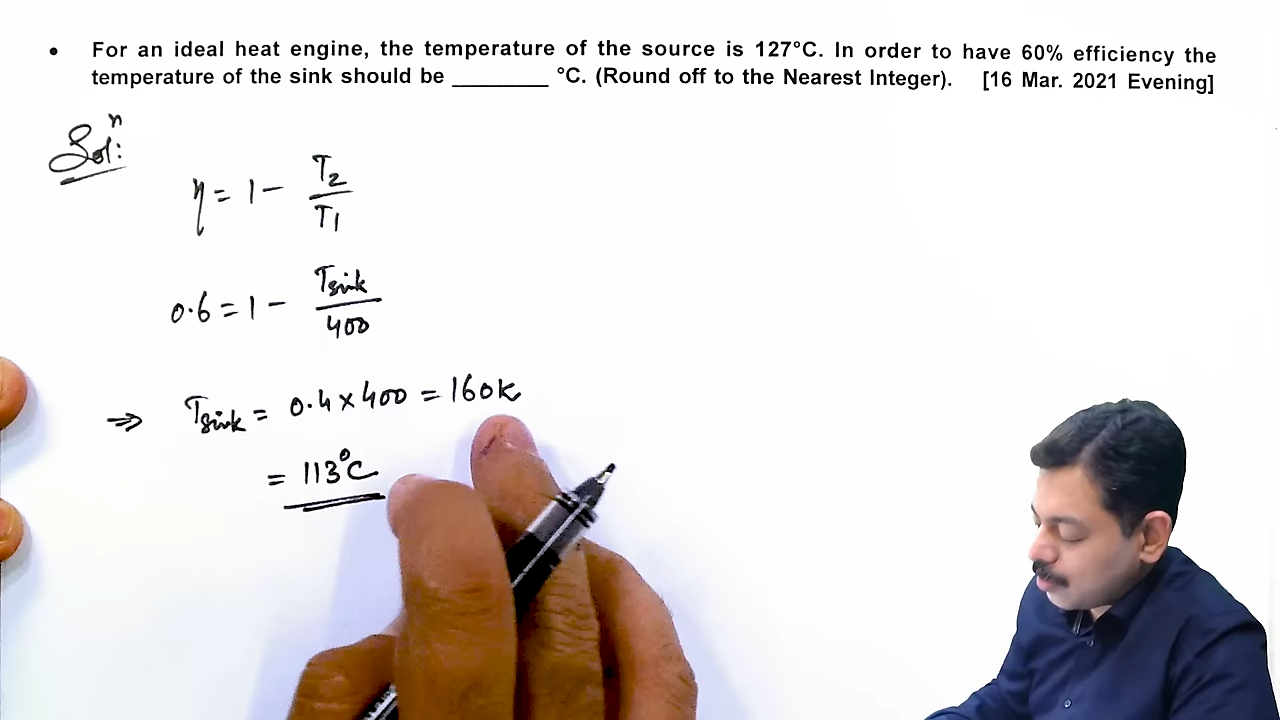 • For an ideal heat engine, the temperature of the source is 127°C. In order to have 60% efficiency the
temperature of the sink should be ________ °C. (Round off to the Nearest Integer). [16 Mar. 2021 Evening]
Solⁿ:
η = 1 - T₂/T₁
0.6 = 1 - Tsink/400
⇒ Tsink = 0.4 × 400 = 160K
= 113°C